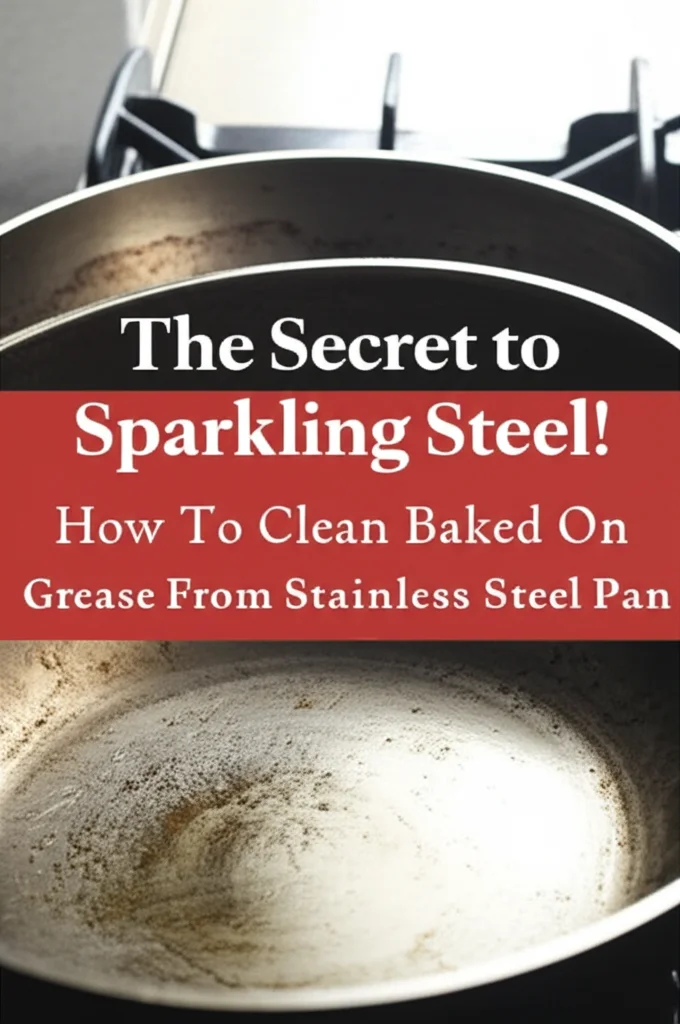 The Secret to
Sparkling Steel!
How To Clean Baked On
Grease From Stainless Steel Pan